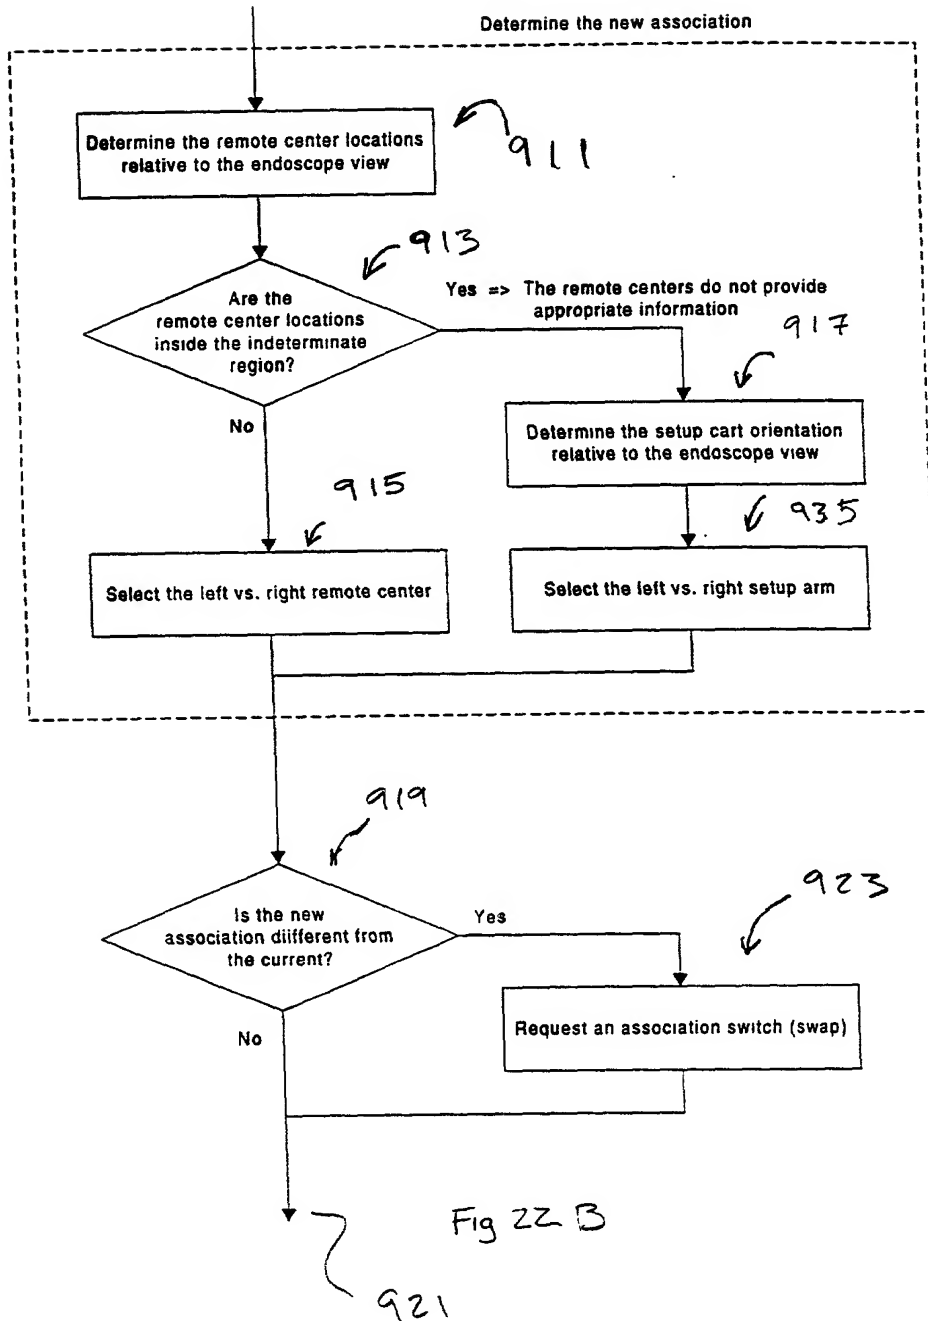 Determine the new association
Determine the remote center locations
relative to the endoscope view
911
913
Are the
remote center locations
inside the indeterminate
region?
Yes => The remote centers do not provide
appropriate information
917
No
Determine the setup cart orientation
relative to the endoscope view
915
935
Select the left vs. right remote center
Select the left vs. right setup arm
919
Is the new
association diifferent from
the current?
Yes
923
No
Request an association switch (swap)
Fig 22 B
921